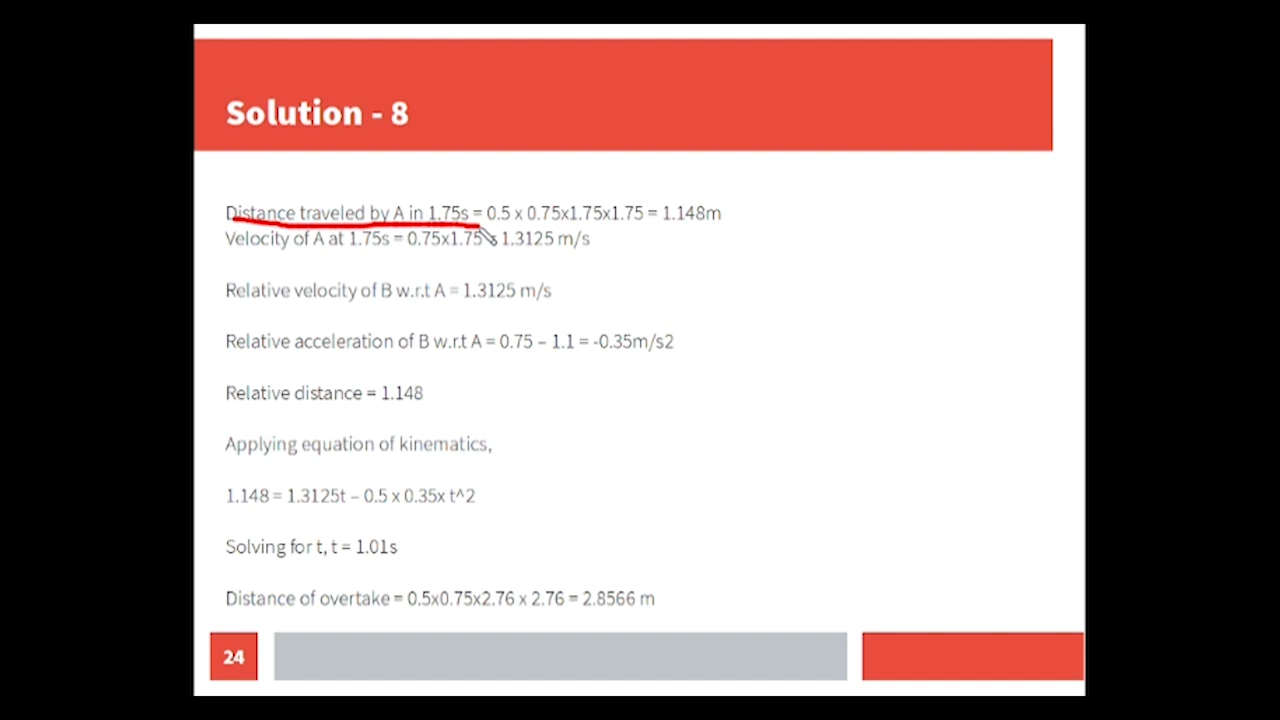 Solution - 8
Distance traveled by A in 1.75s = 0.5 x 0.75x1.75x1.75 = 1.148m
Velocity of A at 1.75s = 0.75x1.75 1.3125 m/s
Relative velocity of B w.r.t A = 1.3125 m/s
Relative acceleration of B w.r.t A = 0.75 – 1.1 = -0.35m/s2
Relative distance = 1.148
Applying equation of kinematics,
1.148 = 1.3125t – 0.5 x 0.35x t^2
Solving for t, t = 1.01s
Distance of overtake = 0.5x0.75x2.76 x 2.76 = 2.8566 m
24